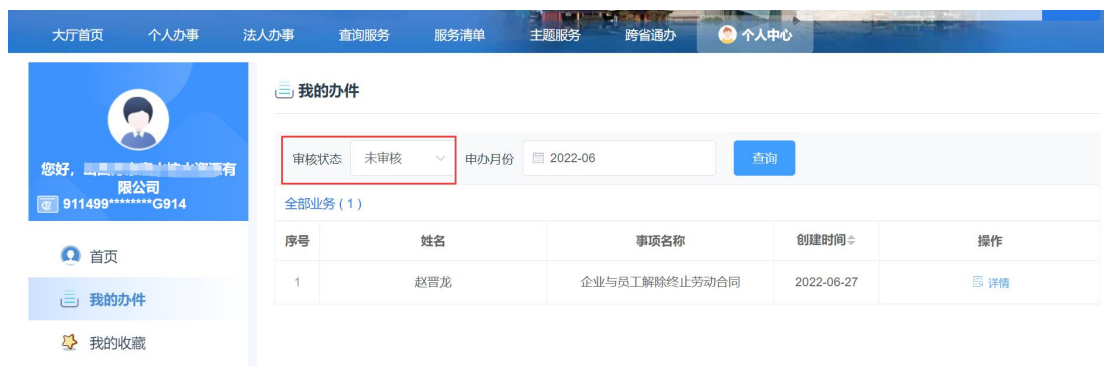 大厅首页 个人办事 法人办事 查询服务 服务清单 主题服务 跨省通办 个人中心
我的办件
您好, 有
限公司
911499********G914
审核状态 未审核 申办月份 2022-06 查询
全部业务 ( 1 )
序号 姓名 事项名称 创建时间 操作
1 赵晋龙 企业与员工解除终止劳动合同 2022-06-27 详情
首页
我的办件
我的收藏